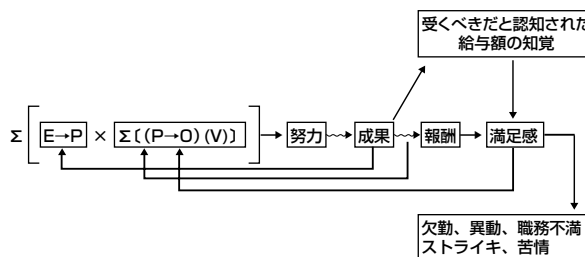 受くべきだと認知された
給与額の知覚
Σ [ E→P × Σ〔(P→O) (V)〕 ] 努力 成果 報酬 満足感
欠勤、異動、職務不満
ストライキ、苦情